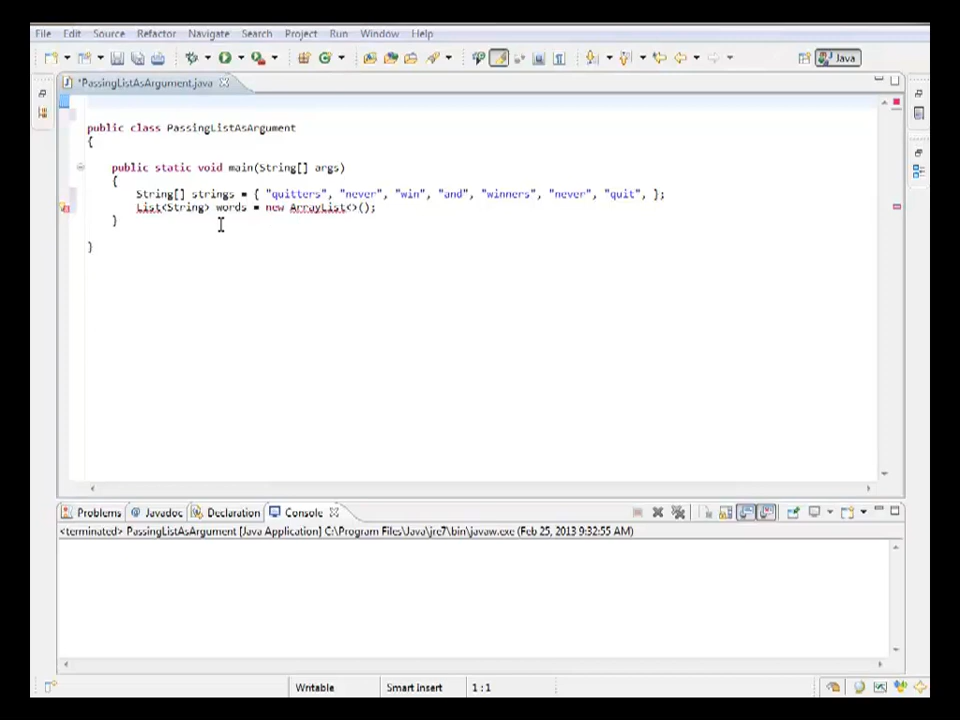 File Edit Source Refactor Navigate Search Project Run Window Help
Java
*PassingListAsArgument.java
public class PassingListAsArgument
{
public static void main(String[] args)
{
String[] strings = { "quitters", "never", "win", "and", "winners", "never", "quit", };
List<String> words = new ArrayList<>();
}
}
Problems @ Javadoc Declaration Console
<terminated> PassingListAsArgument [Java Application] C:\Program Files\Java\jre7\bin\javaw.exe (Feb 25, 2013 9:32:55 AM)
Writable Smart Insert 1 : 1